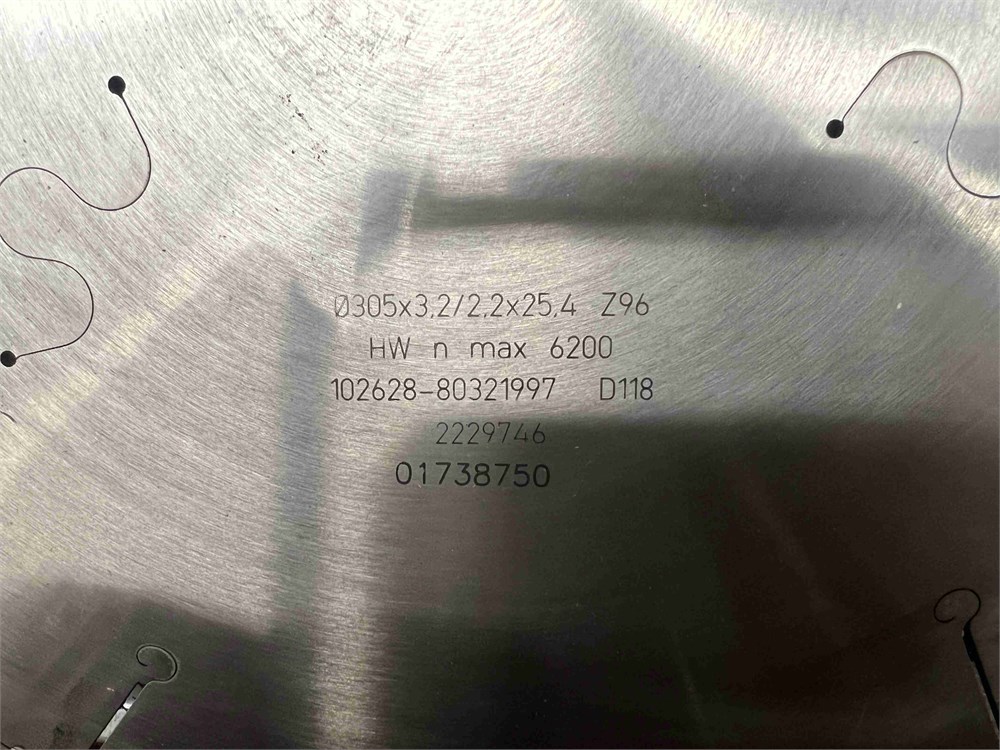 Ø305x3,2/2,2x25,4 Z96
HW n max 6200
102628-80321997 D118
2229746
01738750